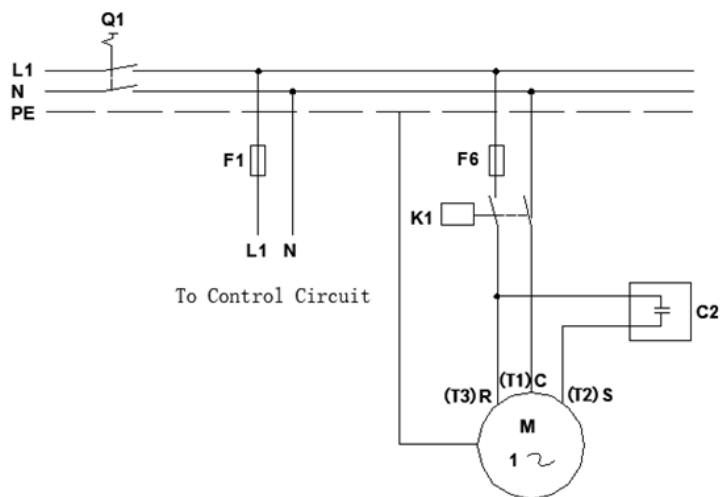 Q1
L1
N
PE
F1
F6
K1
L1 N
To Control Circuit
C2
(T3) R (T1) C (T2) S
M
1 ~